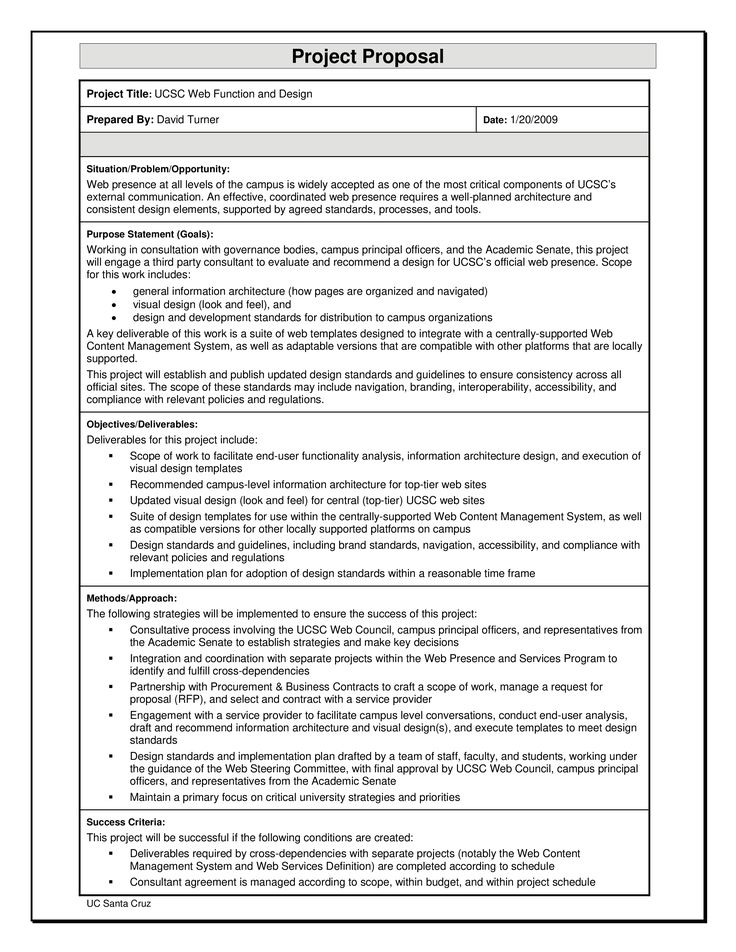 Project Proposal
Project Title: UCSC Web Function and Design
Prepared By: David Turner
Date: 1/20/2009
Situation/Problem/Opportunity:
Web presence at all levels of the campus is widely accepted as one of the most critical components of UCSC's
external communication. An effective, coordinated web presence requires a well-planned architecture and
consistent design elements, supported by agreed standards, processes, and tools.
Purpose Statement (Goals):
Working in consultation with governance bodies, campus principal officers, and the Academic Senate, this project
will engage a third party consultant to evaluate and recommend a design for UCSC's official web presence. Scope
for this work includes:
• general information architecture (how pages are organized and navigated)
• visual design (look and feel), and
• design and development standards for distribution to campus organizations
A key deliverable of this work is a suite of web templates designed to integrate with a centrally-supported Web
Content Management System, as well as adaptable versions that are compatible with other platforms that are locally
supported.
This project will establish and publish updated design standards and guidelines to ensure consistency across all
official sites. The scope of these standards may include navigation, branding, interoperability, accessibility, and
compliance with relevant policies and regulations.
Objectives/Deliverables:
Deliverables for this project include:
▪ Scope of work to facilitate end-user functionality analysis, information architecture design, and execution of
visual design templates
▪ Recommended campus-level information architecture for top-tier web sites
▪ Updated visual design (look and feel) for central (top-tier) UCSC web sites
▪ Suite of design templates for use within the centrally-supported Web Content Management System, as well
as compatible versions for other locally supported platforms on campus
▪ Design standards and guidelines, including brand standards, navigation, accessibility, and compliance with
relevant policies and regulations
▪ Implementation plan for adoption of design standards within a reasonable time frame
Methods/Approach:
The following strategies will be implemented to ensure the success of this project:
▪ Consultative process involving the UCSC Web Council, campus principal officers, and representatives from
the Academic Senate to establish strategies and make key decisions
▪ Integration and coordination with separate projects within the Web Presence and Services Program to
identify and fulfill cross-dependencies
▪ Partnership with Procurement & Business Contracts to craft a scope of work, manage a request for
proposal (RFP), and select and contract with a service provider
▪ Engagement with a service provider to facilitate campus level conversations, conduct end-user analysis,
draft and recommend information architecture and visual design(s), and execute templates to meet design
standards
▪ Design standards and implementation plan drafted by a team of staff, faculty, and students, working under
the guidance of the Web Steering Committee, with final approval by UCSC Web Council, campus principal
officers, and representatives from the Academic Senate
▪ Maintain a primary focus on critical university strategies and priorities
Success Criteria:
This project will be successful if the following conditions are created:
▪ Deliverables required by cross-dependencies with separate projects (notably the Web Content
Management System and Web Services Definition) are completed according to schedule
▪ Consultant agreement is managed according to scope, within budget, and within project schedule
UC Santa Cruz